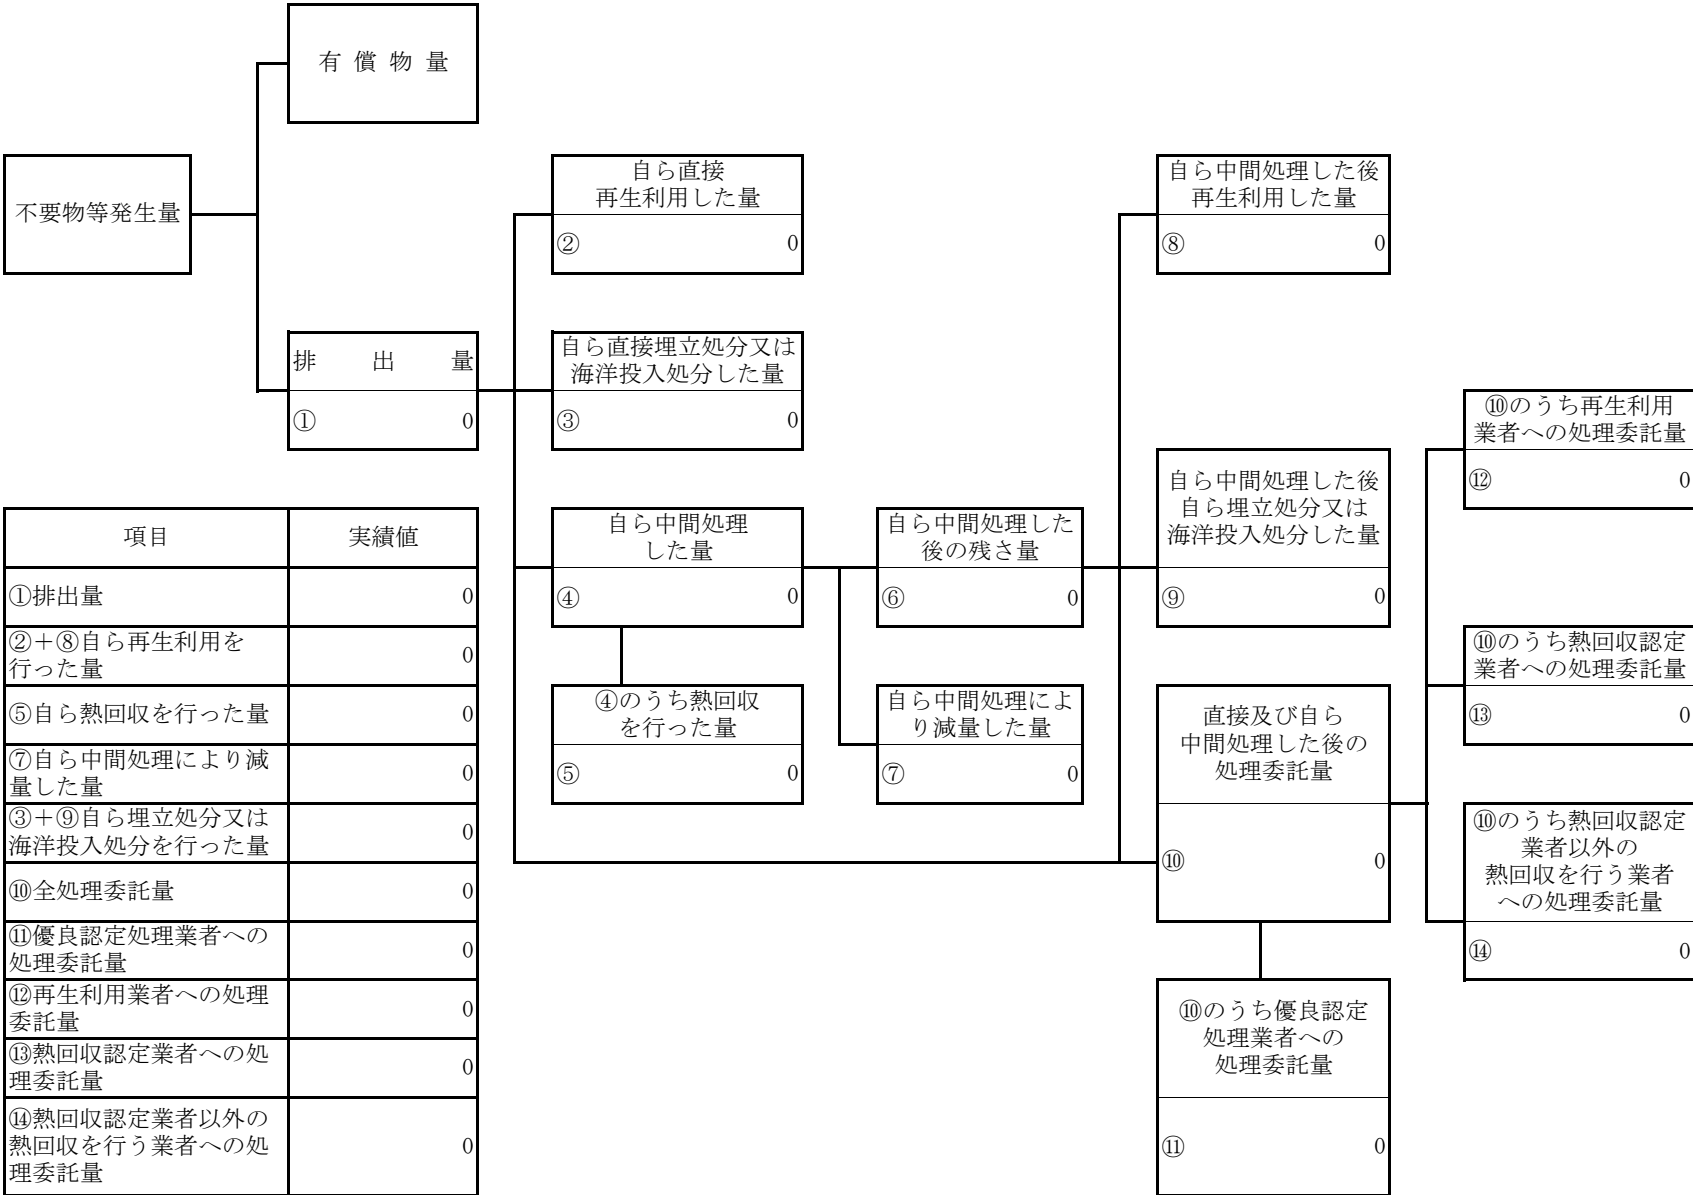 有 償 物 量
不要物等発生量
排 出 量
① 0
自ら直接
再生利用した量
② 0
自ら直接埋立処分又は
海洋投入処分した量
③ 0
自ら中間処理
した量
④ 0
④のうち熱回収
を行った量
⑤ 0
自ら中間処理した
後の残さ量
⑥ 0
自ら中間処理によ
り減量した量
⑦ 0
自ら中間処理した後
再生利用した量
⑧ 0
自ら中間処理した後
自ら埋立処分又は
海洋投入処分した量
⑨ 0
直接及び自ら
中間処理した後の
処理委託量
⑩ 0
⑩のうち優良認定
処理業者への
処理委託量
⑪ 0
⑩のうち再生利用
業者への処理委託量
⑫ 0
⑩のうち熱回収認定
業者への処理委託量
⑬ 0
⑩のうち熱回収認定
業者以外の
熱回収を行う業者
への処理委託量
⑭ 0
項目 実績値
①排出量 0
②＋⑧自ら再生利用を
行った量 0
⑤自ら熱回収を行った量 0
⑦自ら中間処理により減
量した量 0
③＋⑨自ら埋立処分又は
海洋投入処分を行った量 0
⑩全処理委託量 0
⑪優良認定処理業者への
処理委託量 0
⑫再生利用業者への処理
委託量 0
⑬熱回収認定業者への処
理委託量 0
⑭熱回収認定業者以外の
熱回収を行う業者への処
理委託量 0